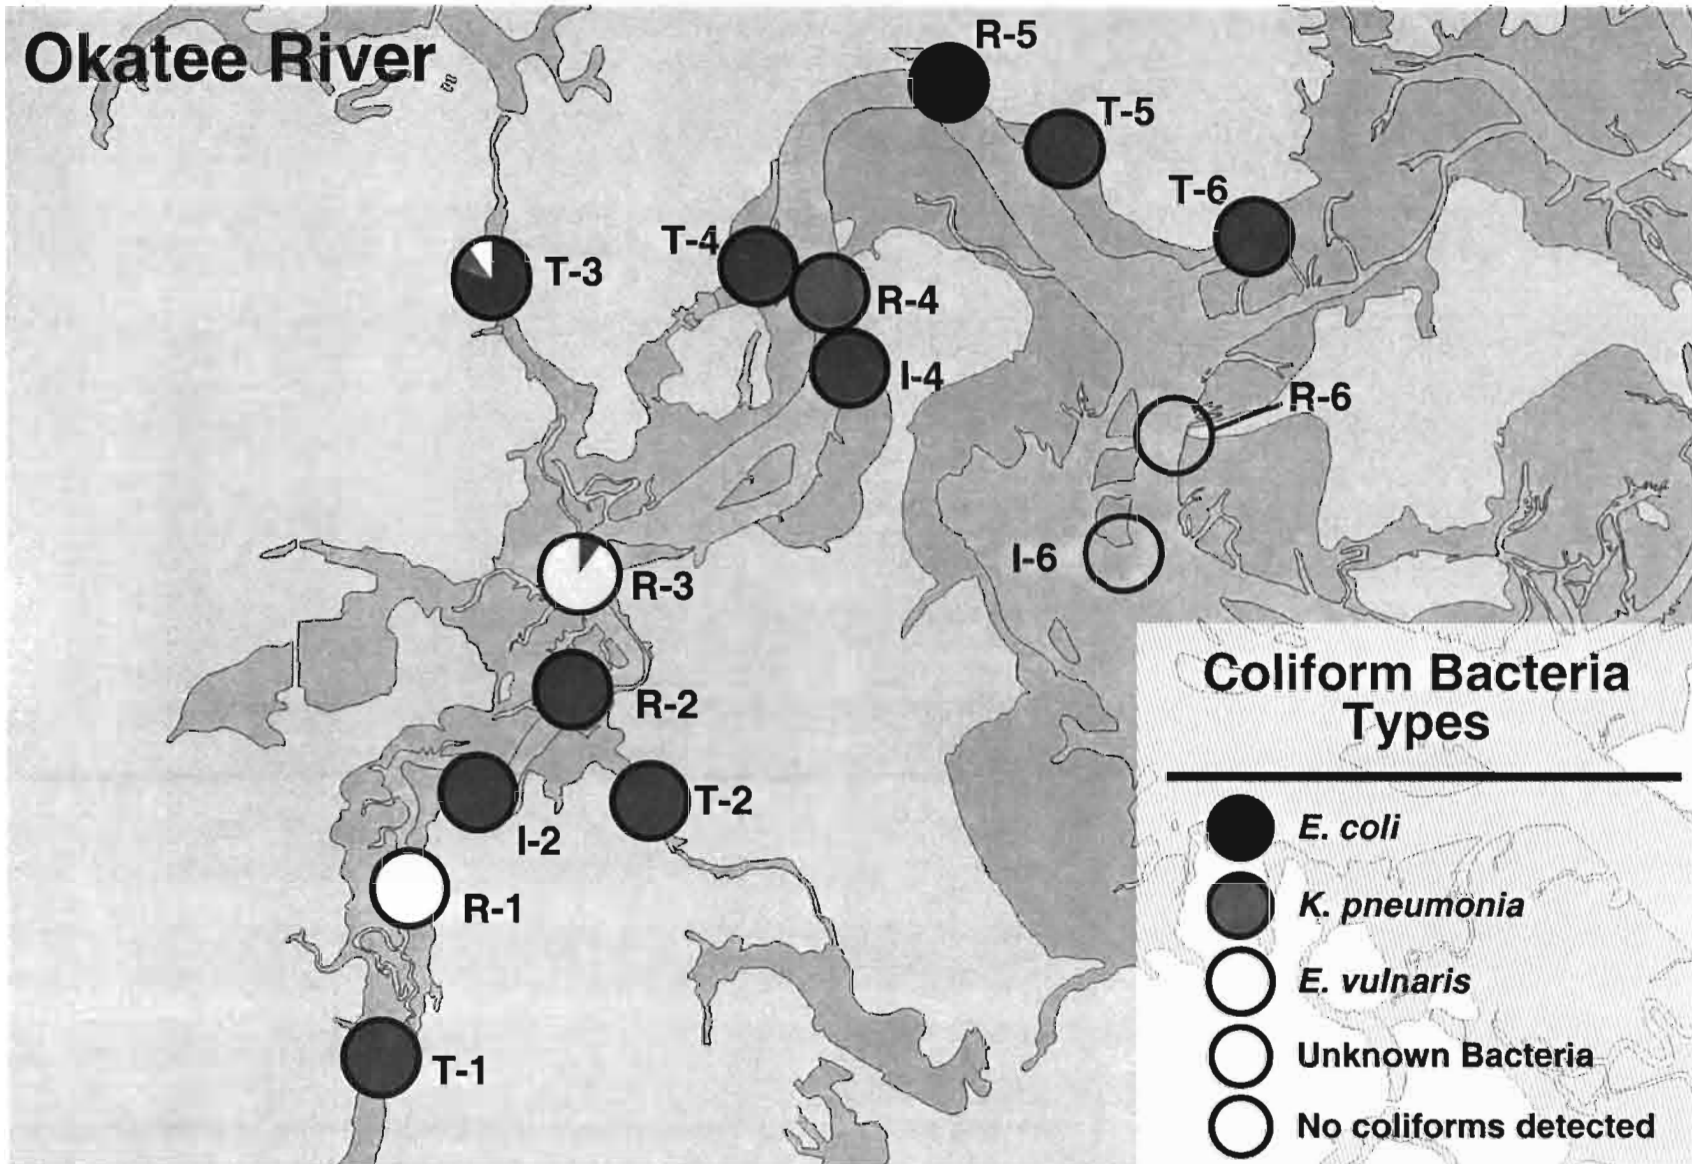 Okatee River
R-5
T-5
T-6
T-4
T-3
R-4
I-4
R-6
I-6
R-3
R-2
T-2
I-2
R-1
T-1
Coliform Bacteria
Types
E. coli
K. pneumonia
E. vulnaris
Unknown Bacteria
No coliforms detected